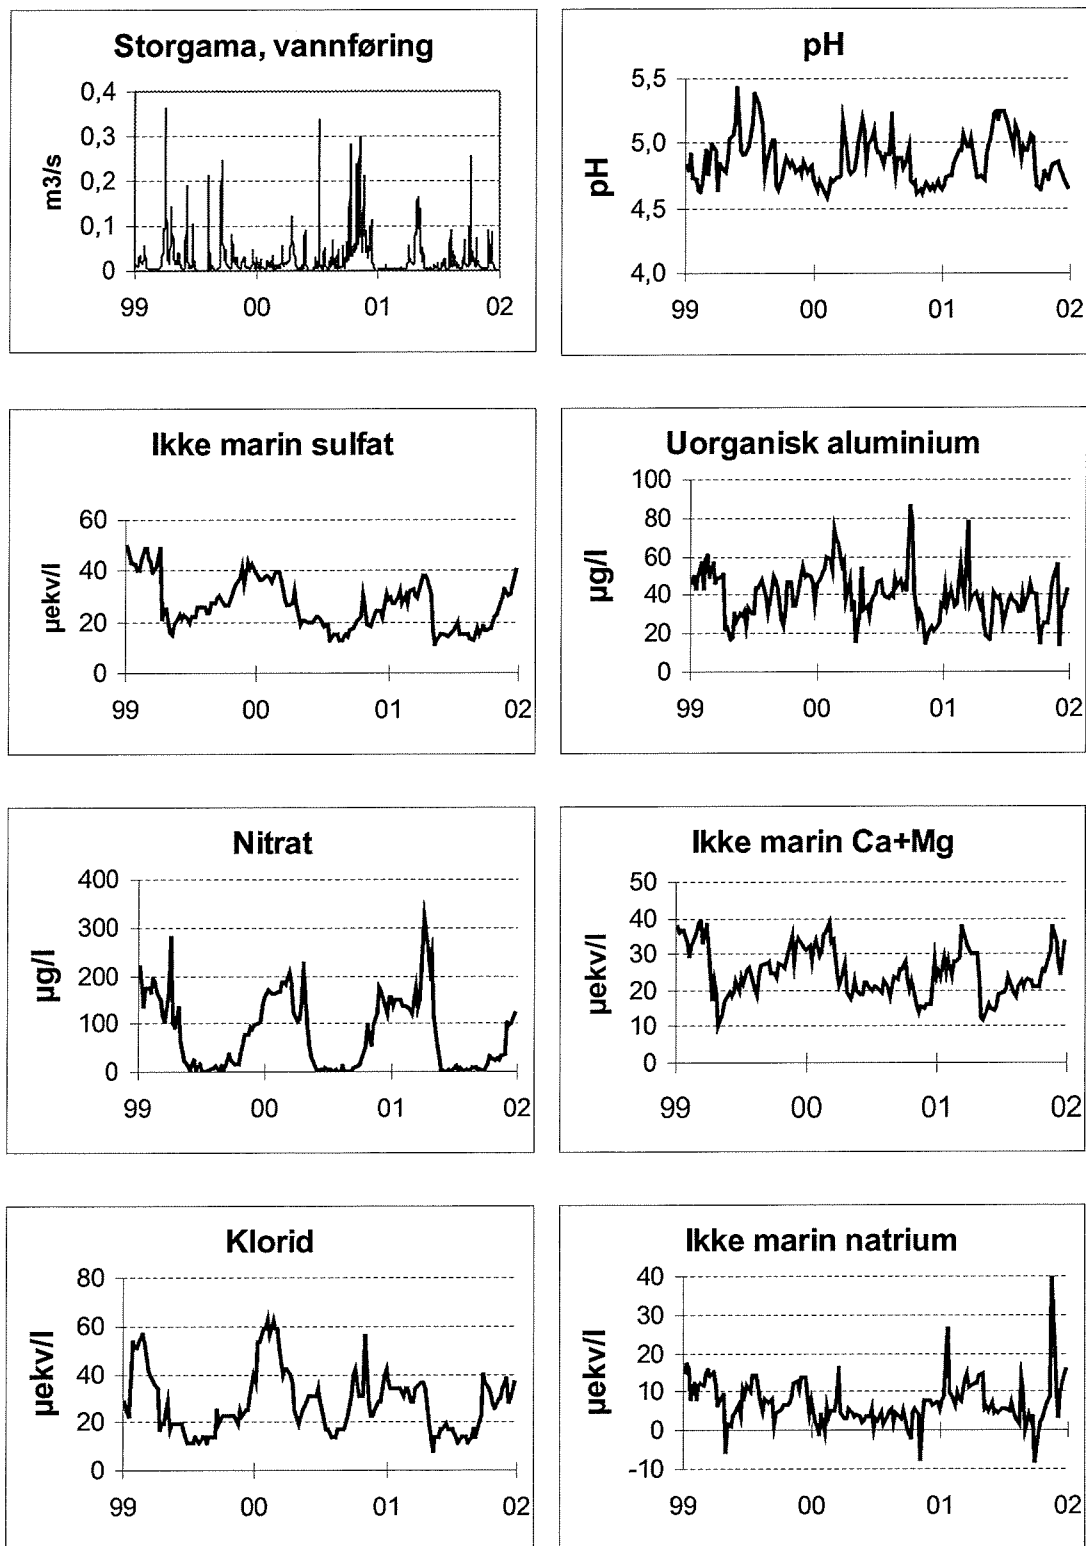 Storgama, vannføring
m3/s
0,4
0,3
0,2
0,1
0
99 00 01 02
pH
pH
5,5
5,0
4,5
4,0
99 00 01 02
Ikke marin sulfat
µekv/l
60
40
20
0
99 00 01 02
Uorganisk aluminium
µg/l
100
80
60
40
20
0
99 00 01 02
Nitrat
µg/l
400
300
200
100
0
99 00 01 02
Ikke marin Ca+Mg
µekv/l
50
40
30
20
10
0
99 00 01 02
Klorid
µekv/l
80
60
40
20
0
99 00 01 02
Ikke marin natrium
µekv/l
40
30
20
10
0
-10
99 00 01 02